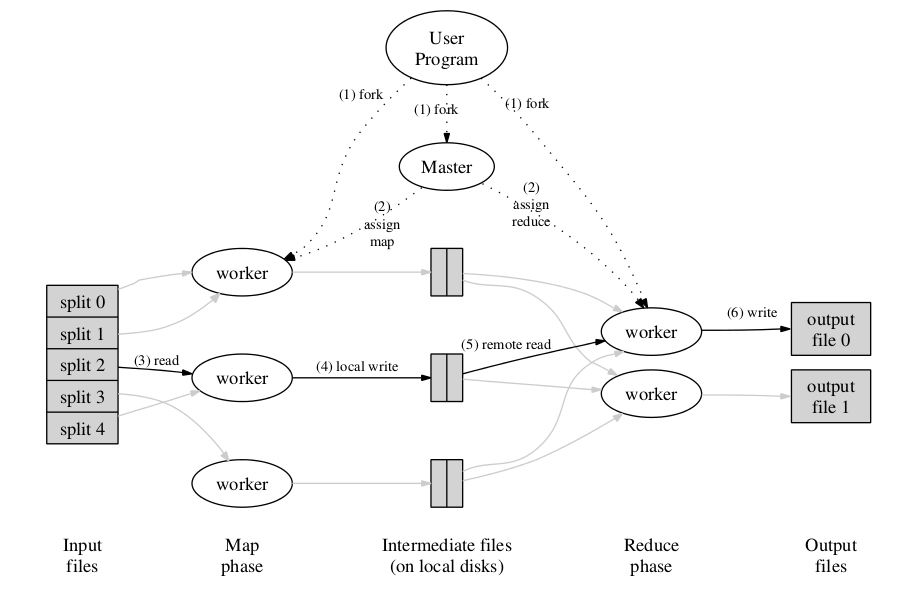 User
Program
(1) fork
(1) fork
(1) fork
Master
(2)
assign
map
(2)
assign
reduce
worker
split 0
split 1
split 2
split 3
split 4
(3) read
worker
(4) local write
(5) remote read
worker
(6) write
output
file 0
worker
output
file 1
worker
Input
files
Map
phase
Intermediate files
(on local disks)
Reduce
phase
Output
files